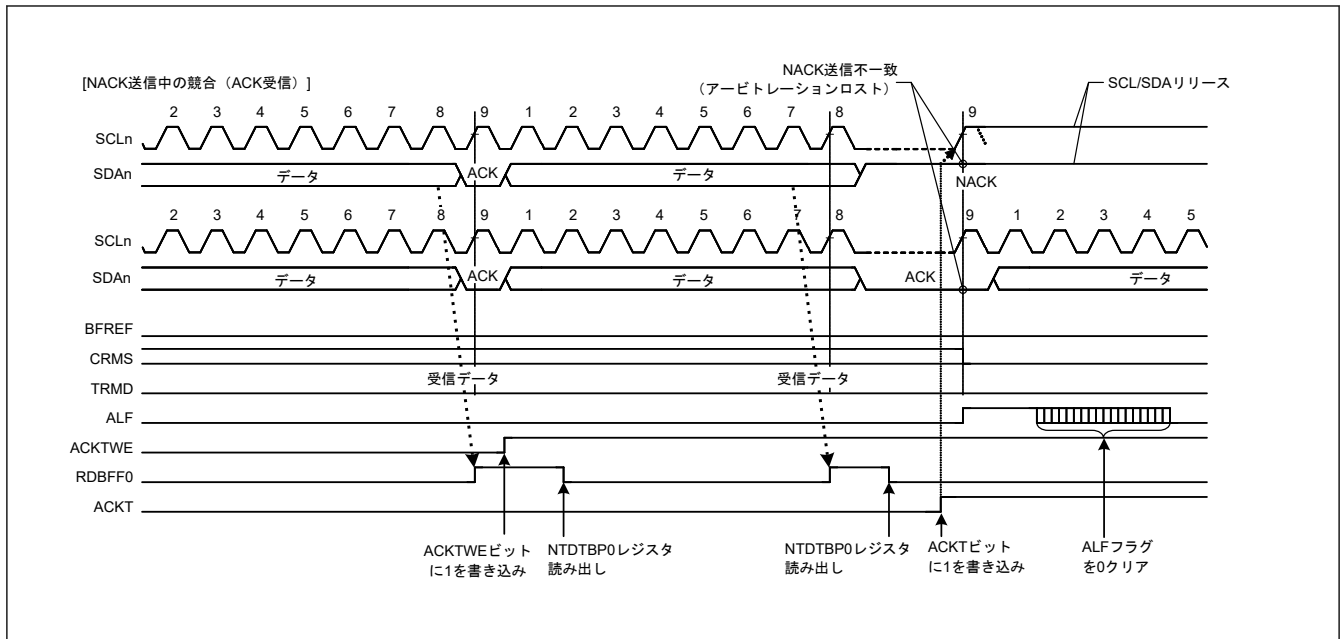 [NACK送信中の競合（ACK受信）]
NACK送信不一致
（アービトレーションロスト）
SCL/SDAリリース
2 3 4 5 6 7 8 9 1 2 3 4 5 6 7 8 9
SCLn
SDAn
データ ACK データ NACK
2 3 4 5 6 7 8 9 1 2 3 4 5 6 7 8 9 1 2 3 4 5
SCLn
SDAn
データ ACK データ ACK データ
BFREF
CRMS
受信データ 受信データ
TRMD
ALF
ACKTWE
RDBFF0
ACKT
ACKTWEビット
に1を書き込み
NTDTBP0レジスタ
読み出し
NTDTBP0レジスタ
読み出し
ACKTビット
に1を書き込み
ALFフラグ
を0クリア